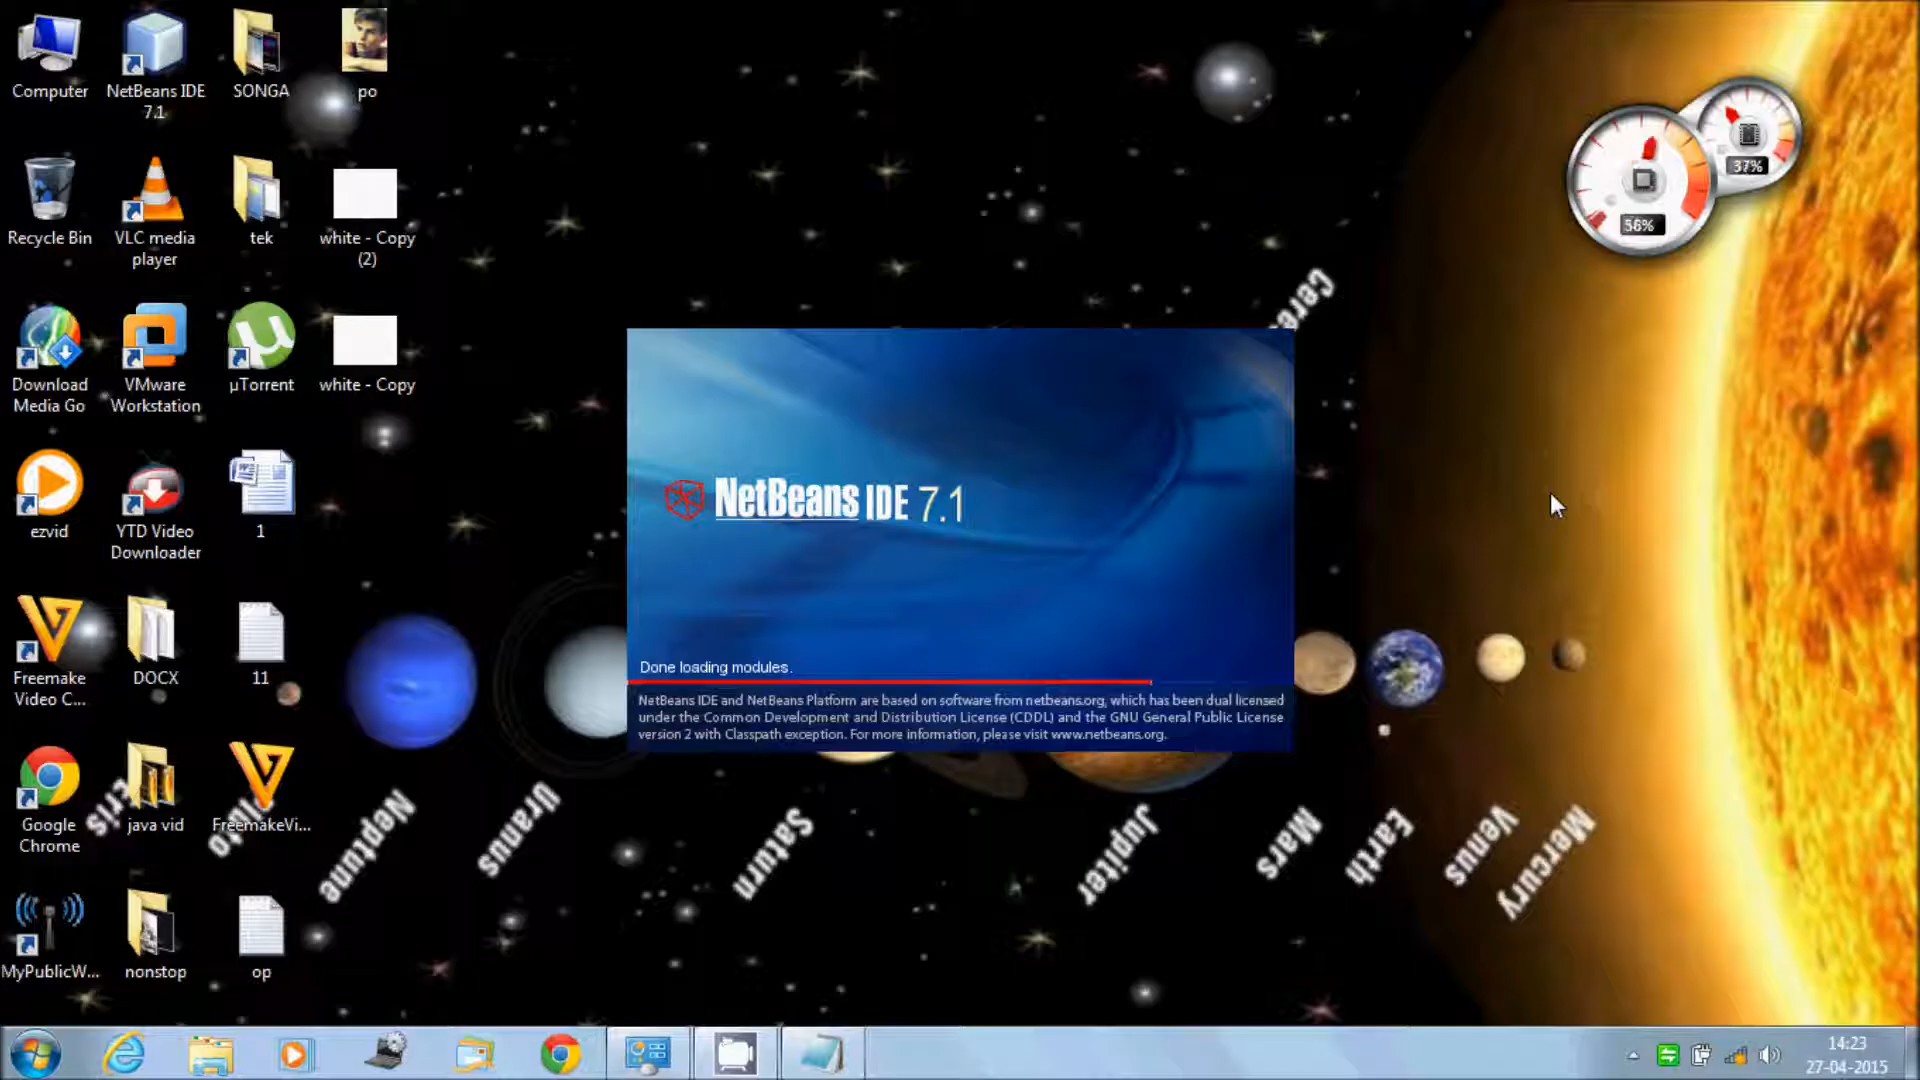 Computer
NetBeans IDE
7.1
SONGA
po
Recycle Bin
VLC media
player
tek
white - Copy
(2)
Download
Media Go
VMware
Workstation
µTorrent
white - Copy
ezvid
YTD Video
Downloader
1
Freemake
Video C...
DOCX
11
Google
Chrome
java vid
FreemakeVi...
MyPublicW...
nonstop
op
37%
56%
NetBeans IDE 7.1
Done loading modules.
NetBeans IDE and NetBeans Platform are based on software from netbeans.org, which has been dual licensed
under the Common Development and Distribution License (CDDL) and the GNU General Public License
version 2 with Classpath exception. For more information, please visit www.netbeans.org.
Neptune
Uranus
Saturn
Jupiter
Mars
Earth
Venus
Mercury
14:23
27-04-2015